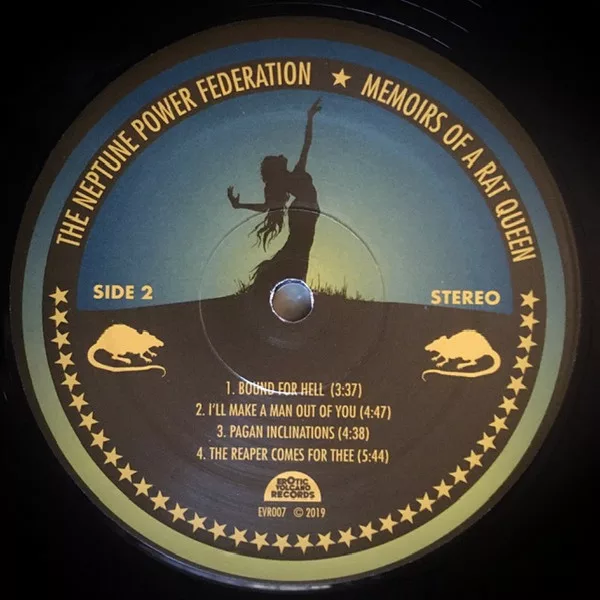 THE NEPTUNE POWER FEDERATION ★ MEMOIRS OF A RAT QUEEN
SIDE 2
STEREO
1. BOUND FOR HELL (3:37)
2. I'LL MAKE A MAN OUT OF YOU (4:47)
3. PAGAN INCLINATIONS (4:38)
4. THE REAPER COMES FOR THEE (5:44)
EROTIC
VOLCANO
RECORDS
EVR007 © 2019